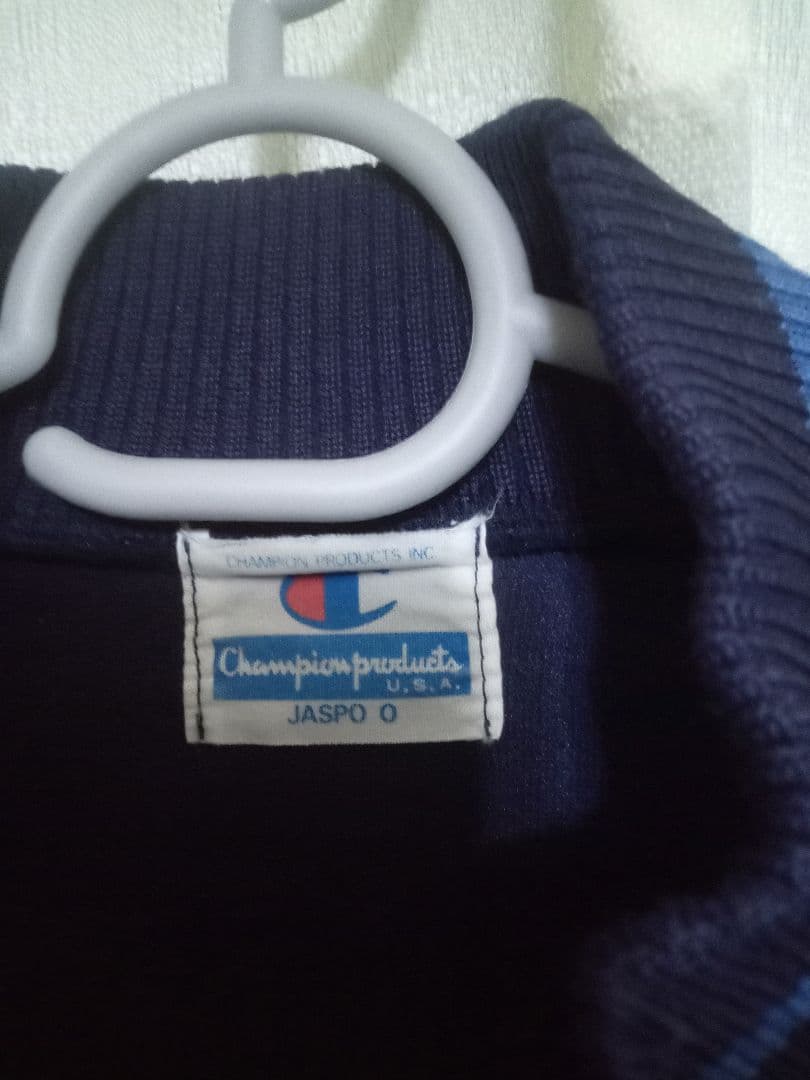 CHAMPION PRODUCTS INC.
Champion products
U.S.A.
JASPO O